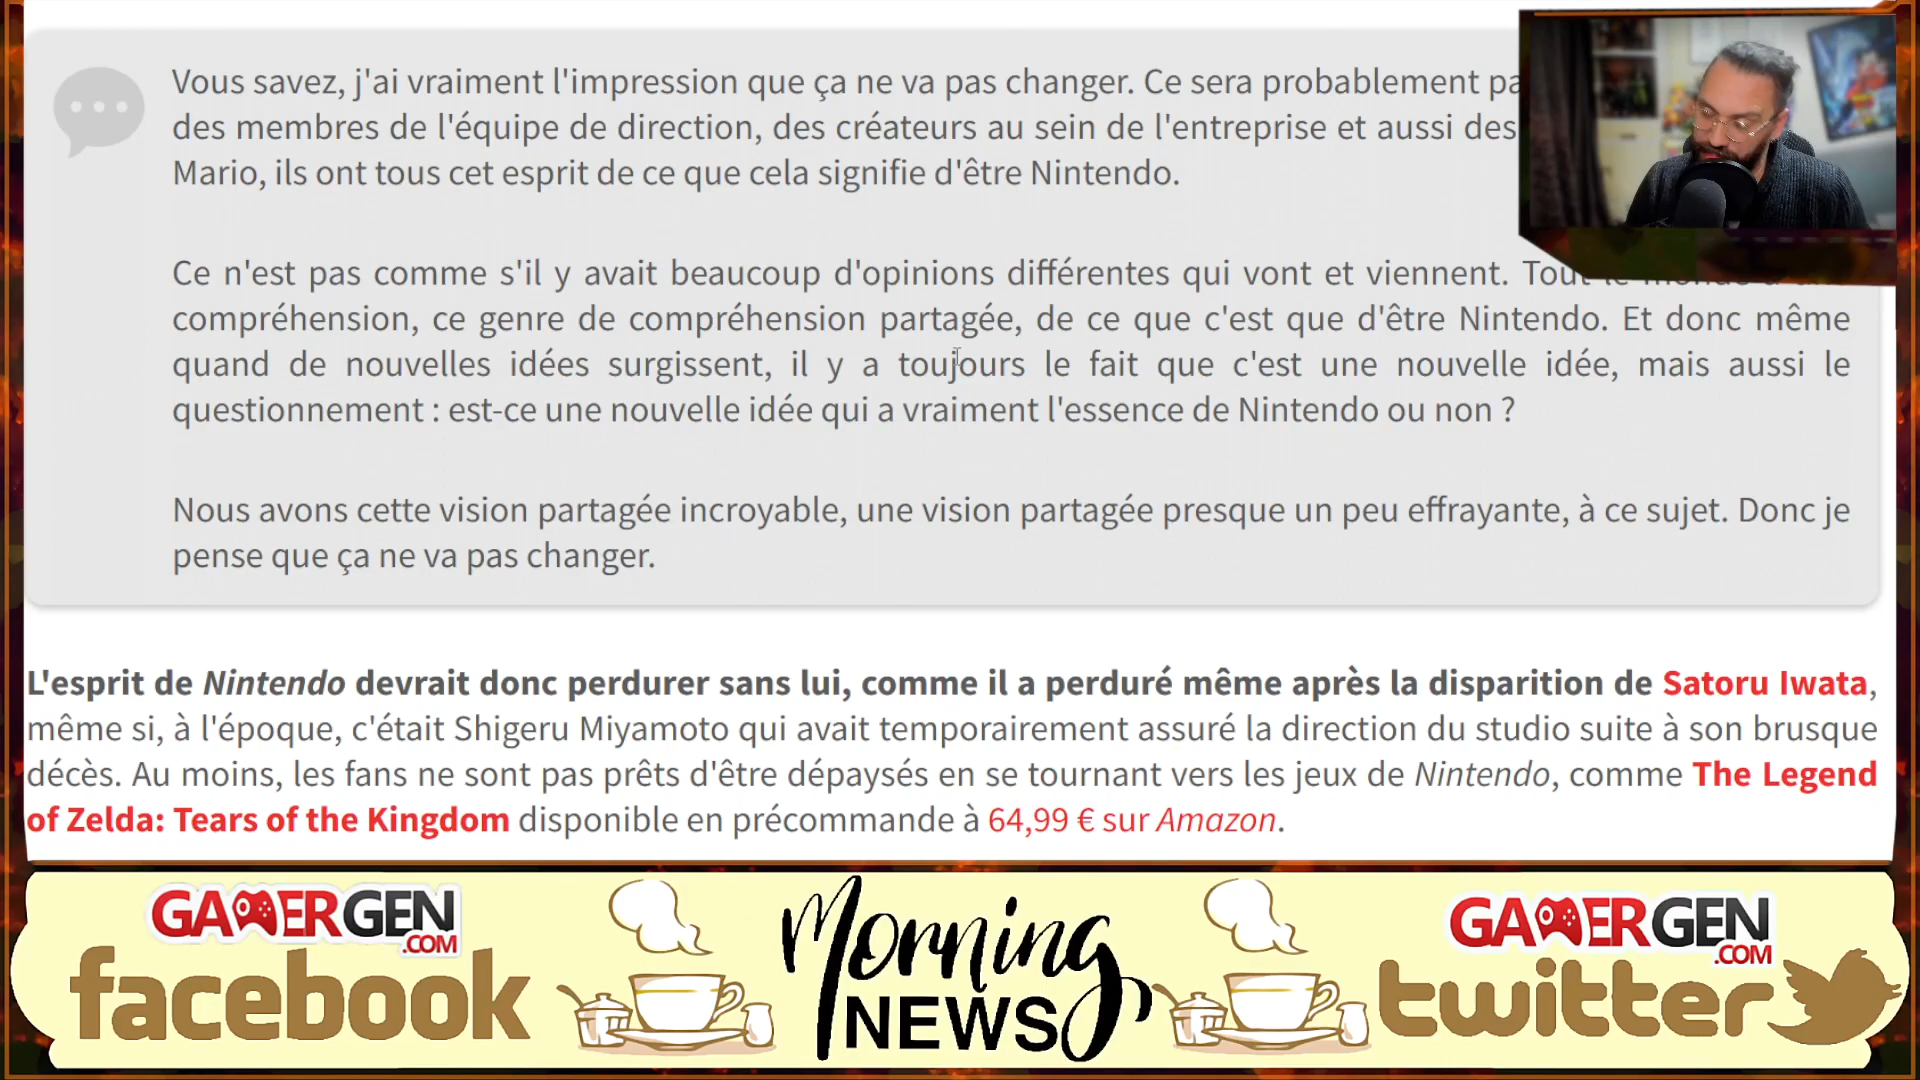 Vous savez, j'ai vraiment l'impression que ça ne va pas changer. Ce sera probablement
des membres de l'équipe de direction, des créateurs au sein de l'entreprise et aussi des
Mario, ils ont tous cet esprit de ce que cela signifie d'être Nintendo.
Ce n'est pas comme s'il y avait beaucoup d'opinions différentes qui vont et viennent. Tout le
compréhension, ce genre de compréhension partagée, de ce que c'est que d'être Nintendo. Et donc même
quand de nouvelles idées surgissent, il y a toujours le fait que c'est une nouvelle idée, mais aussi le
questionnement : est-ce une nouvelle idée qui a vraiment l'essence de Nintendo ou non ?
Nous avons cette vision partagée incroyable, une vision partagée presque un peu effrayante, à ce sujet. Donc je
pense que ça ne va pas changer.
L'esprit de Nintendo devrait donc perdurer sans lui, comme il a perduré même après la disparition de Satoru Iwata,
même si, à l'époque, c'était Shigeru Miyamoto qui avait temporairement assuré la direction du studio suite à son brusque
décès. Au moins, les fans ne sont pas prêts d'être dépaysés en se tournant vers les jeux de Nintendo, comme The Legend
of Zelda: Tears of the Kingdom disponible en précommande à 64,99 € sur Amazon.
GAMERGEN
.COM
facebook
Morning
NEWS
GAMERGEN
.COM
twitter